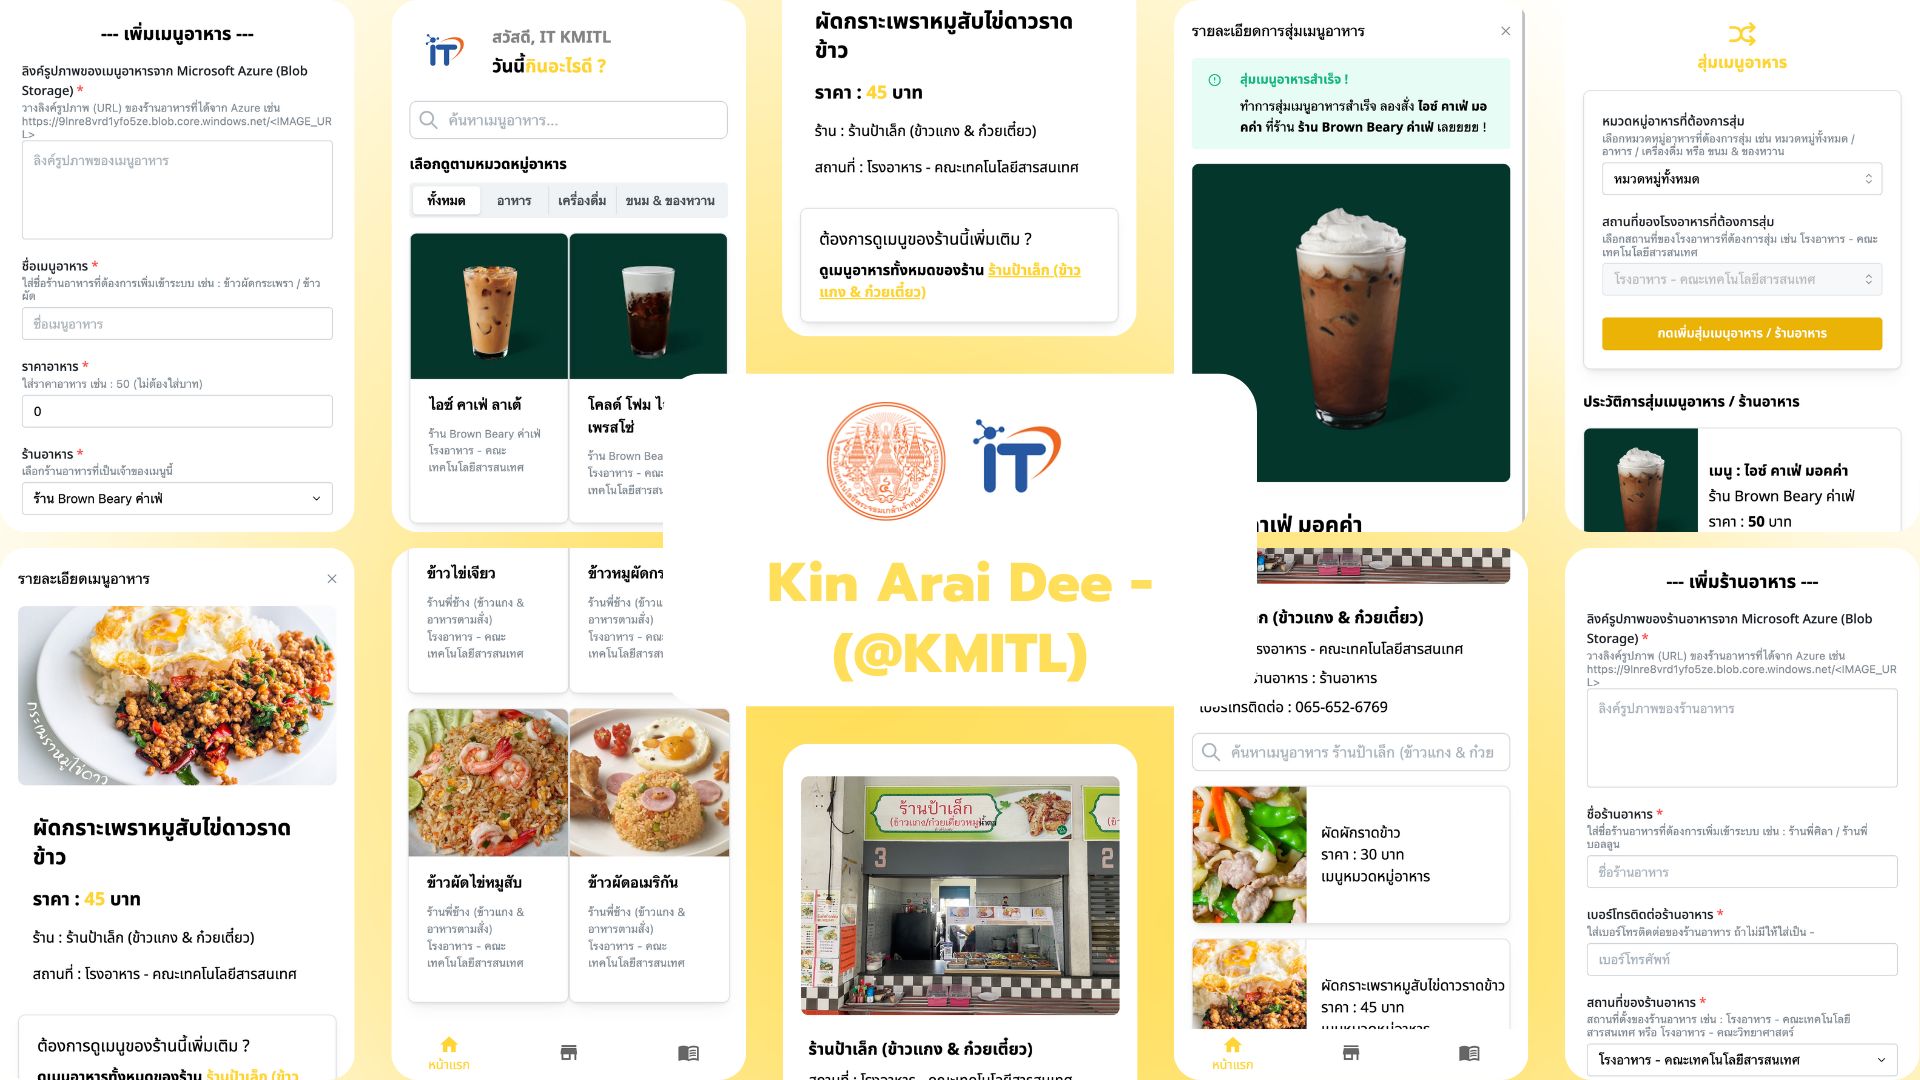 --- เพิ่มเมนูอาหาร ---
ลิงค์รูปภาพของเมนูอาหารจาก Microsoft Azure (Blob
Storage) *
วางลิงค์รูปภาพ (URL) ของร้านอาหารที่ได้จาก Azure เช่น
https://9lnre8vrd1yfo5ze.blob.core.windows.net/<IMAGE_UR
L>
ลิงค์รูปภาพของเมนูอาหาร
ชื่อเมนูอาหาร *
ใส่ชื่อร้านอาหารที่ต้องการเพิ่มเข้าระบบ เช่น : ข้าวผัดกระเพรา / ข้าว
ผัด
ชื่อเมนูอาหาร
ราคาอาหาร *
ใส่ราคาอาหาร เช่น : 50 (ไม่ต้องใส่บาท)
0
ร้านอาหาร *
เลือกร้านอาหารที่เป็นเจ้าของเมนูนี้
ร้าน Brown Beary ค่าเฟ่
รายละเอียดเมนูอาหาร
กระเพราหมูไข่ดาว
ผัดกราะเพราหมูสับไข่ดาวราด
ข้าว
ราคา : 45 บาท
ร้าน : ร้านป้าเล็ก (ข้าวแกง & ก๋วยเตี๋ยว)
สถานที่ : โรงอาหาร - คณะเทคโนโลยีสารสนเทศ
ต้องการดูเมนูของร้านนี้เพิ่มเติม ?
ดูเมนูอาหารทั้งหมดของร้าน ร้านป้าเล็ก (ข้าว
iT
สวัสดี, IT KMITL
วันนี้กินอะไรดี ?
ค้นหาเมนูอาหาร...
เลือกดูตามหมวดหมู่อาหาร
ทั้งหมด อาหาร เครื่องดื่ม ขนม & ของหวาน
ไอซ์ คาเฟ่ ลาเต้
ร้าน Brown Beary ค่าเฟ่
โรงอาหาร - คณะ
เทคโนโลยีสารสนเทศ
โคลด์ โฟม
เพรสโซ่
ร้าน Brown Bea
โรงอาหาร - คณะ
เทคโนโลยีสารส
ข้าวไข่เจียว
ร้านพี่ช้าง (ข้าวแกง &
อาหารตามสั่ง)
โรงอาหาร - คณะ
เทคโนโลยีสารสนเทศ
ข้าวหมูผัดกร
ร้านพี่ช้าง (ข้าวแ
อาหารตามสั่ง)
โรงอาหาร - คณะ
เทคโนโลยีสารส
ข้าวผัดไข่หมูสับ
ร้านพี่ช้าง (ข้าวแกง &
อาหารตามสั่ง)
โรงอาหาร - คณะ
เทคโนโลยีสารสนเทศ
ข้าวผัดอเมริกัน
ร้านพี่ช้าง (ข้าวแกง &
อาหารตามสั่ง)
โรงอาหาร - คณะ
เทคโนโลยีสารสนเทศ
หน้าแรก
ผัดกราะเพราหมูสับไข่ดาวราด
ข้าว
ราคา : 45 บาท
ร้าน : ร้านป้าเล็ก (ข้าวแกง & ก๋วยเตี๋ยว)
สถานที่ : โรงอาหาร - คณะเทคโนโลยีสารสนเทศ
ต้องการดูเมนูของร้านนี้เพิ่มเติม ?
ดูเมนูอาหารทั้งหมดของร้าน ร้านป้าเล็ก (ข้าว
แกง & ก๋วยเตี๋ยว)
iT
Kin Arai Dee -
(@KMITL)
ร้านป้าเล็ก
3
2
ร้านป้าเล็ก (ข้าวแกง & ก๋วยเตี๋ยว)
สถานที่ : โรงอาหาร - คณะเทคโนโลยีสารสนเทศ
รายละเอียดการสุ่มเมนูอาหาร
สุ่มเมนูอาหารสำเร็จ !
ทำการสุ่มเมนูอาหารสำเร็จ ลองสั่ง ไอซ์ คาเฟ่ มอ
คค่า ที่ร้าน ร้าน Brown Beary ค่าเฟ่ เลยยยย !
าเฟ่ มอคค่า
ก (ข้าวแกง & ก๋วยเตี๋ยว)
รงอาหาร - คณะเทคโนโลยีสารสนเทศ
านอาหาร : ร้านอาหาร
เบอร์โทรติดต่อ : 065-652-6769
ค้นหาเมนูอาหาร ร้านป้าเล็ก (ข้าวแกง & ก๋วย
ผัดผักราดข้าว
ราคา : 30 บาท
เมนูหมวดหมู่อาหาร
ผัดกระเพราหมูสับไข่ดาวราดข้าว
ราคา : 45 บาท
เมนูหมวดหมู่อาหาร
หน้าแรก
สุ่มเมนูอาหาร
หมวดหมู่อาหารที่ต้องการสุ่ม
เลือกหมวดหมู่อาหารที่ต้องการสุ่ม เช่น หมวดหมู่ทั้งหมด /
อาหาร / เครื่องดื่ม หรือ ขนม & ของหวาน
หมวดหมู่ทั้งหมด
สถานที่ของโรงอาหารที่ต้องการสุ่ม
เลือกสถานที่ของโรงอาหารที่ต้องการสุ่ม เช่น โรงอาหาร - คณะ
เทคโนโลยีสารสนเทศ
โรงอาหาร - คณะเทคโนโลยีสารสนเทศ
กดเพิ่มสุ่มเมนุอาหาร / ร้านอาหาร
ประวัติการสุ่มเมนูอาหาร / ร้านอาหาร
เมนู : ไอซ์ คาเฟ่ มอคค่า
ร้าน Brown Beary ค่าเฟ่
ราคา : 50 บาท
--- เพิ่มร้านอาหาร ---
ลิงค์รูปภาพของร้านอาหารจาก Microsoft Azure (Blob
Storage) *
วางลิงค์รูปภาพ (URL) ของร้านอาหารที่ได้จาก Azure เช่น
https://9lnre8vrd1yfo5ze.blob.core.windows.net/<IMAGE_UR
L>
ลิงค์รูปภาพของร้านอาหาร
ชื่อร้านอาหาร *
ใส่ชื่อร้านอาหารที่ต้องการเพิ่มเข้าระบบ เช่น : ร้านพี่ศิลา / ร้านพี่
บอลลูน
ชื่อร้านอาหาร
เบอร์โทรติดต่อร้านอาหาร *
ใส่เบอร์โทรติดต่อของร้านอาหาร ถ้าไม่มีให้ใส่เป็น -
เบอร์โทรศัพท์
สถานที่ของร้านอาหาร *
สถานที่ตั้งของร้านอาหาร เช่น : โรงอาหาร - คณะเทคโนโลยี
สารสนเทศ หรือ โรงอาหาร - คณะวิทยาศาสตร์
โรงอาหาร - คณะเทคโนโลยีสารสนเทศ